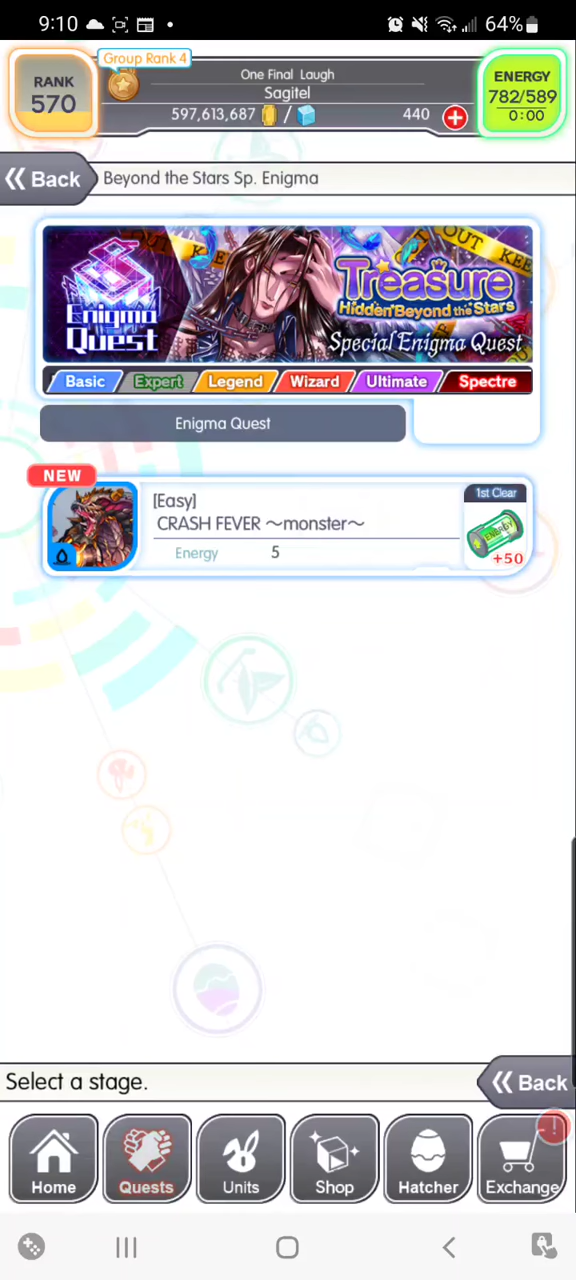 9:10
64%
Group Rank 4
RANK
570
One Final Laugh
Sagitel
597,613,687 /
440
ENERGY
782/589
0:00
Back
Beyond the Stars Sp. Enigma
Enigma
Quest
OUT
KEE
Treasure
Hidden Beyond the Stars
Special Enigma Quest
Basic
Expert
Legend
Wizard
Ultimate
Spectre
Enigma Quest
NEW
[Easy]
CRASH FEVER ～monster～
Energy 5
1st Clear
ENERGY
+50
Select a stage.
Back
Home
Quests
Units
Shop
Hatcher
Exchange
!